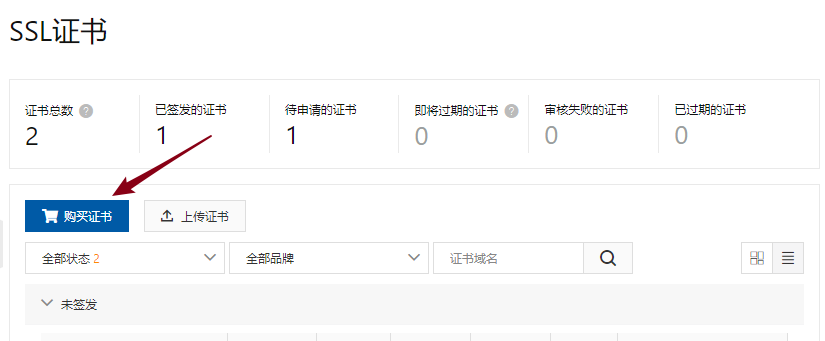 SSL证书
证书总数 ?
2
已签发的证书
1
待申请的证书
1
即将过期的证书 ?
0
审核失败的证书
0
已过期的证书
0
购买证书
上传证书
全部状态 2
全部品牌
证书域名
未签发